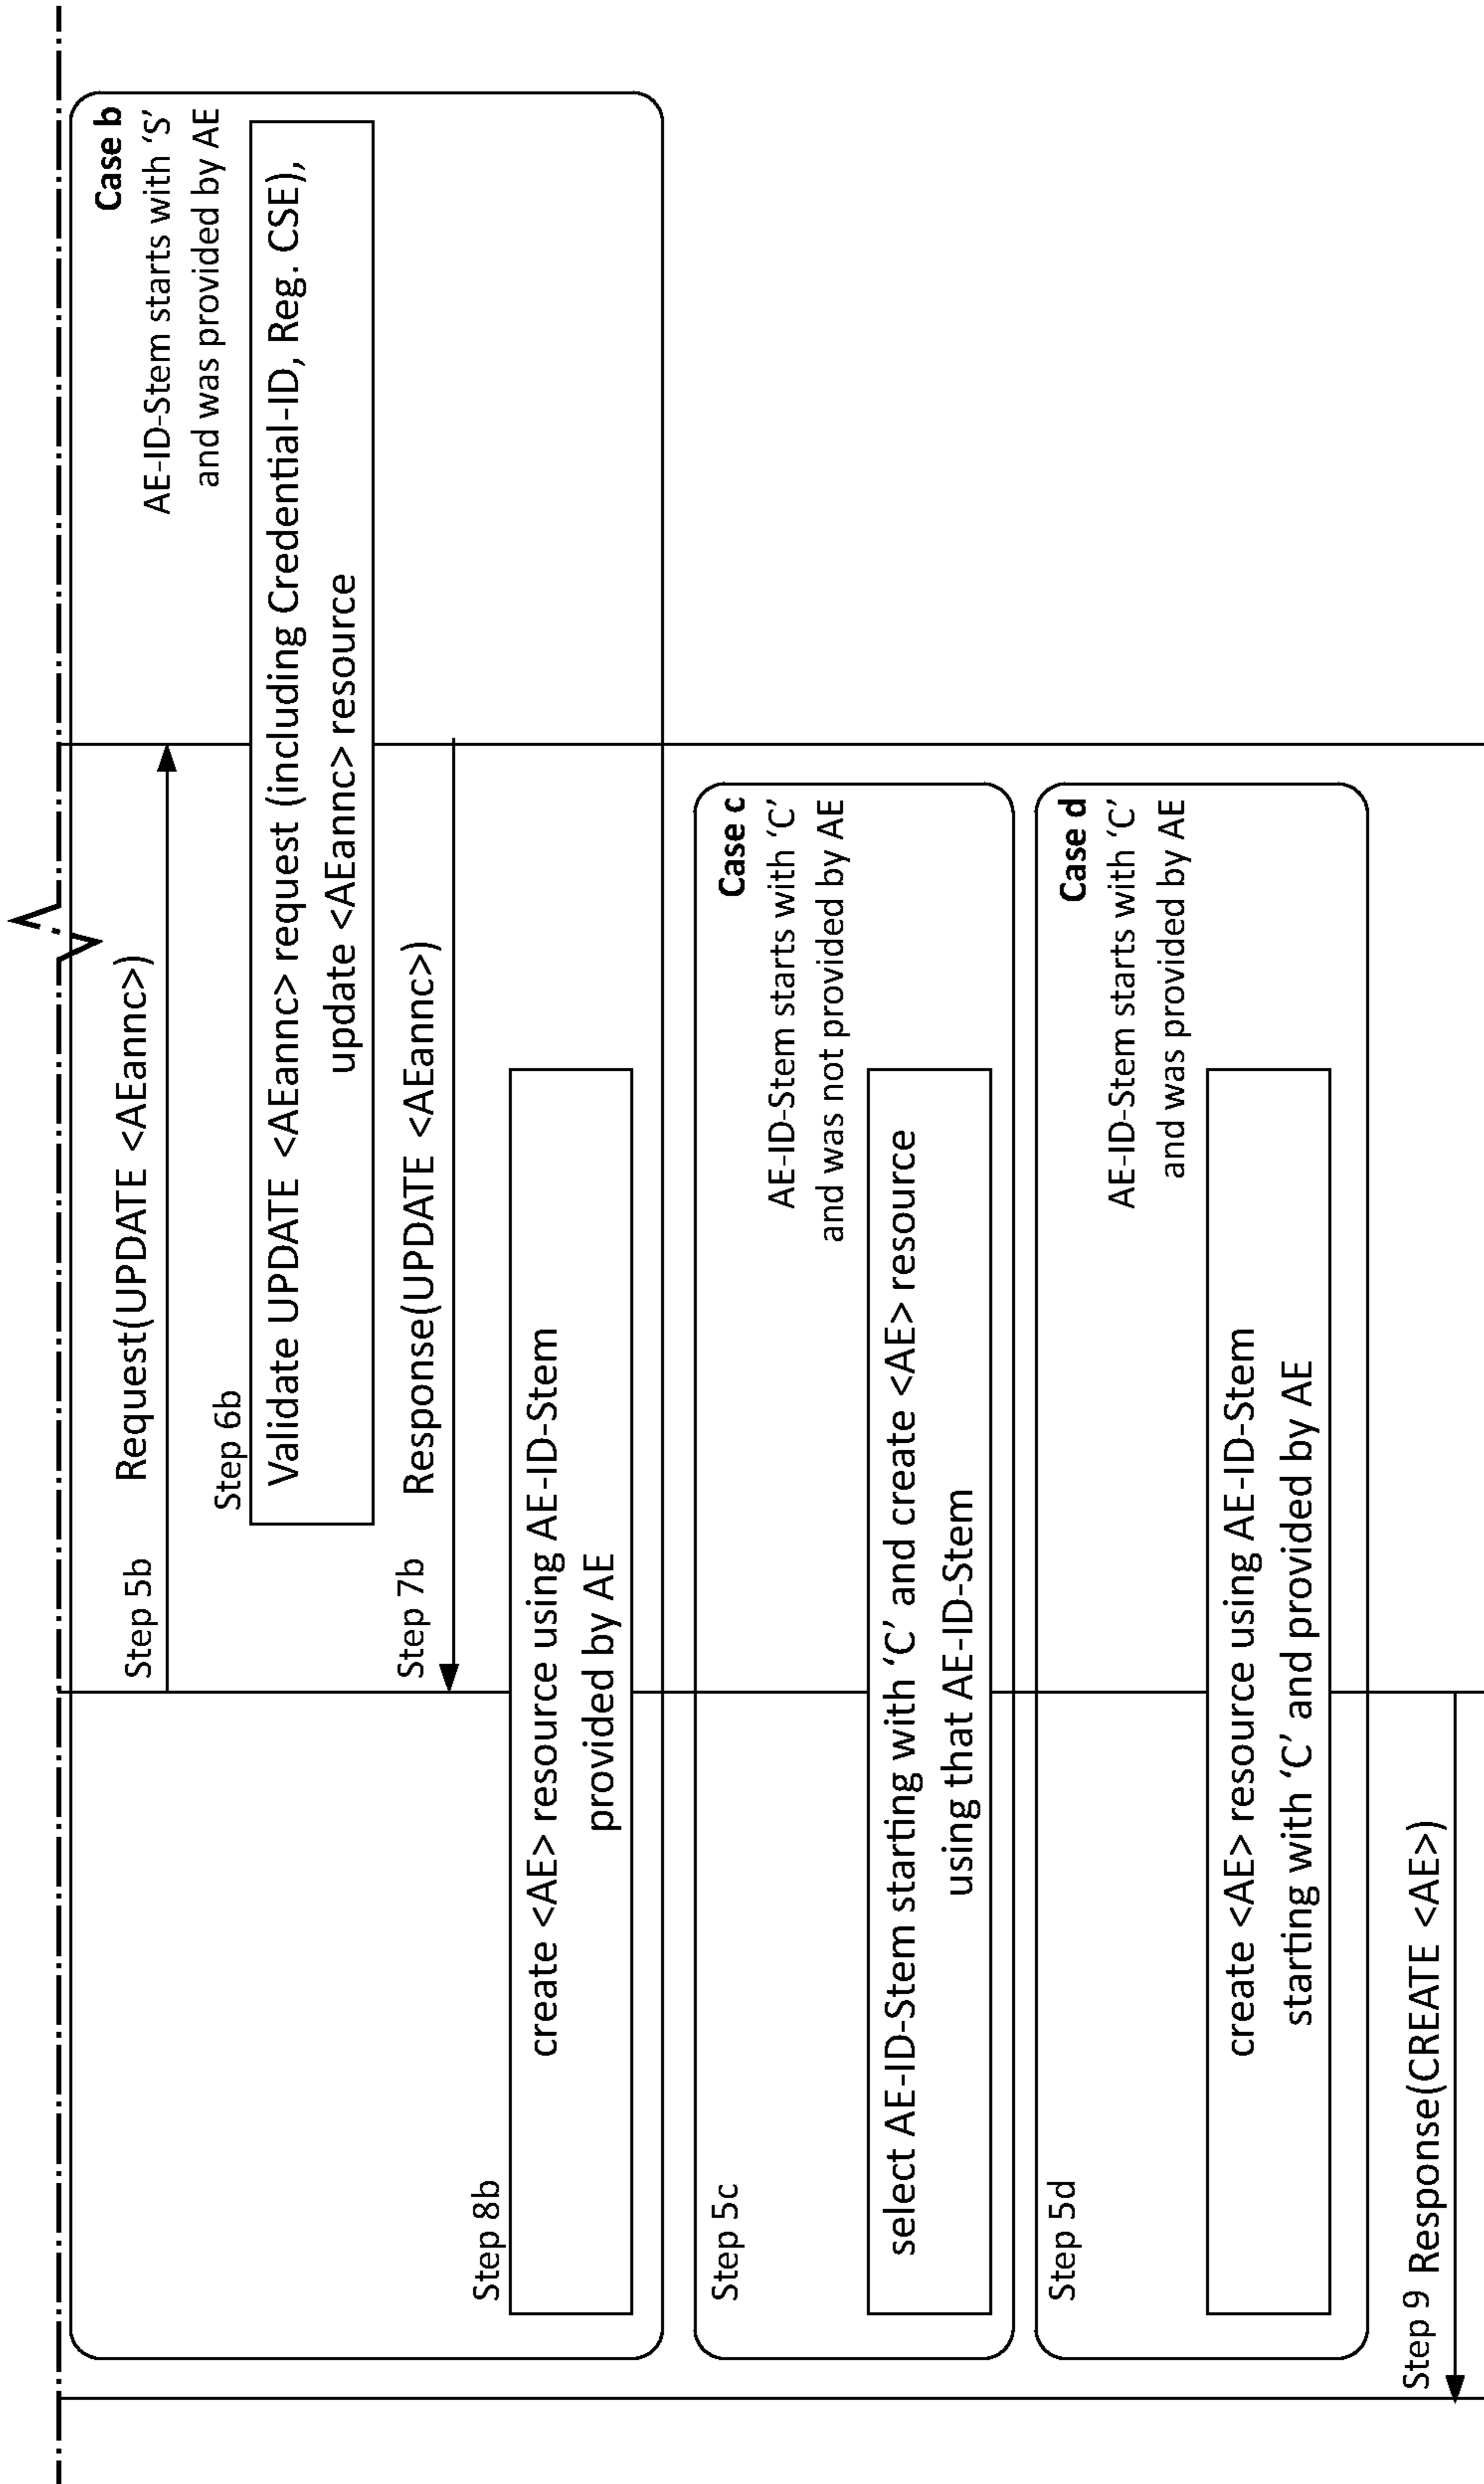 Case b
AE-ID-Stem starts with ‘S’
and was provided by AE
Step 5b
Request(UPDATE <AEannc>)
Step 6b
Validate UPDATE <AEannc> request (including Credential-ID, Reg. CSE),
update <AEannc> resource
Step 7b
Response(UPDATE <AEannc>)
Step 8b
create <AE> resource using AE-ID-Stem
provided by AE
Case c
AE-ID-Stem starts with ‘C’
and was not provided by AE
Step 5c
select AE-ID-Stem starting with ‘C’ and create <AE> resource
using that AE-ID-Stem
Case d
AE-ID-Stem starts with ‘C’
and was provided by AE
Step 5d
create <AE> resource using AE-ID-Stem
starting with ‘C’ and provided by AE
Step 9 Response(CREATE <AE>)